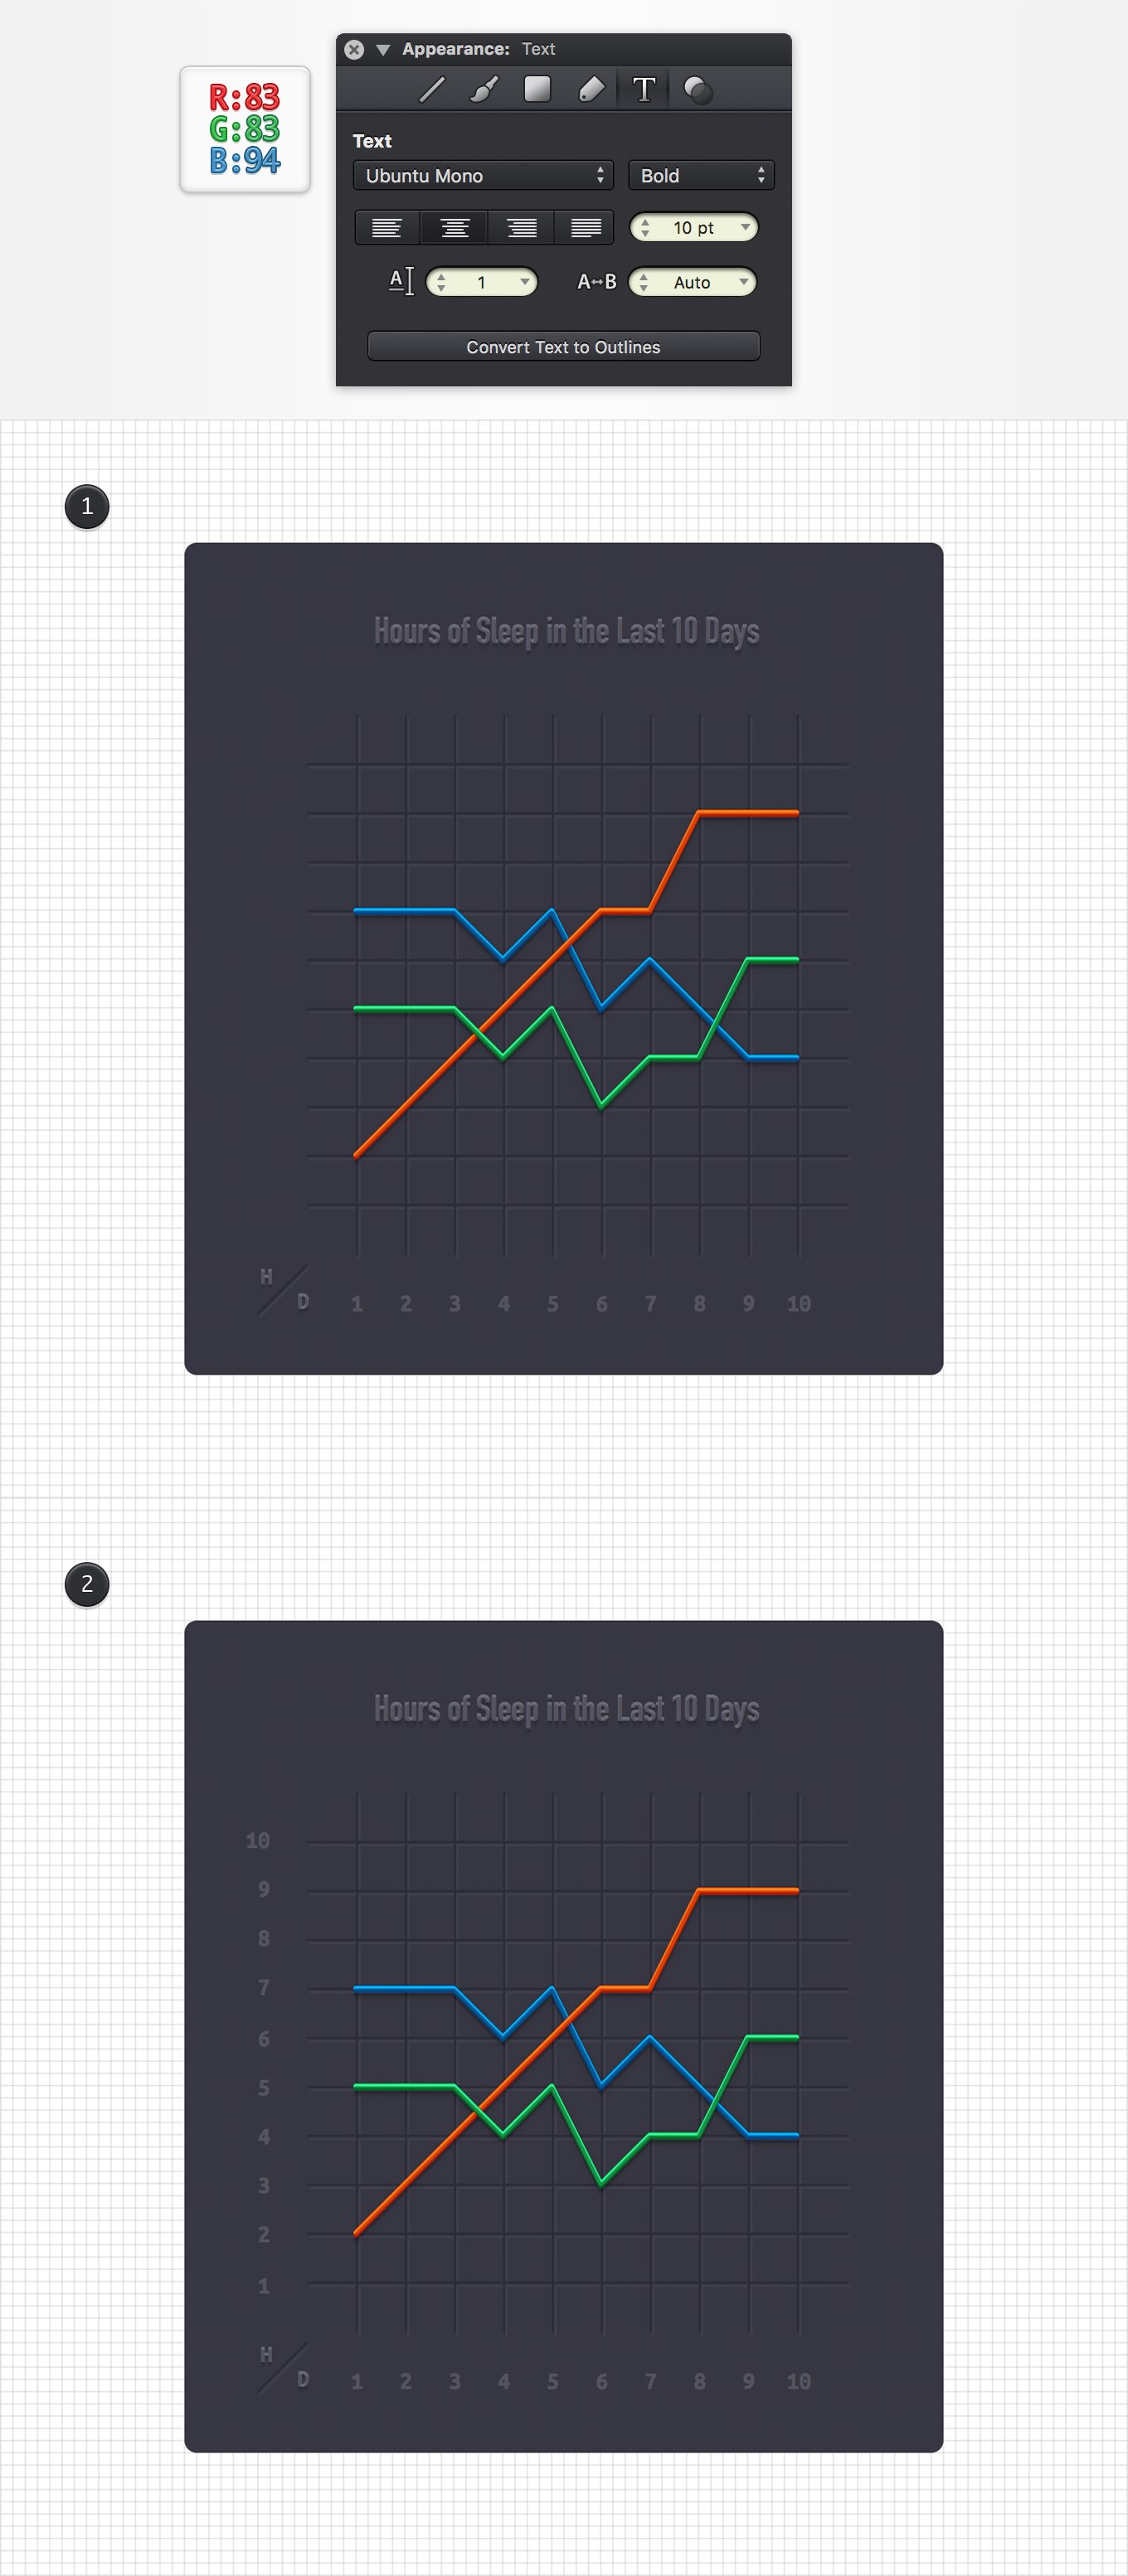 Appearance: Text
R:83
G:83
B:94
Text
Ubuntu Mono Bold
10 pt
A 1 A↔B Auto
Convert Text to Outlines
1
Hours of Sleep in the Last 10 Days
H
D 1 2 3 4 5 6 7 8 9 10
2
Hours of Sleep in the Last 10 Days
10
9
8
7
6
5
4
3
2
1
H
D 1 2 3 4 5 6 7 8 9 10